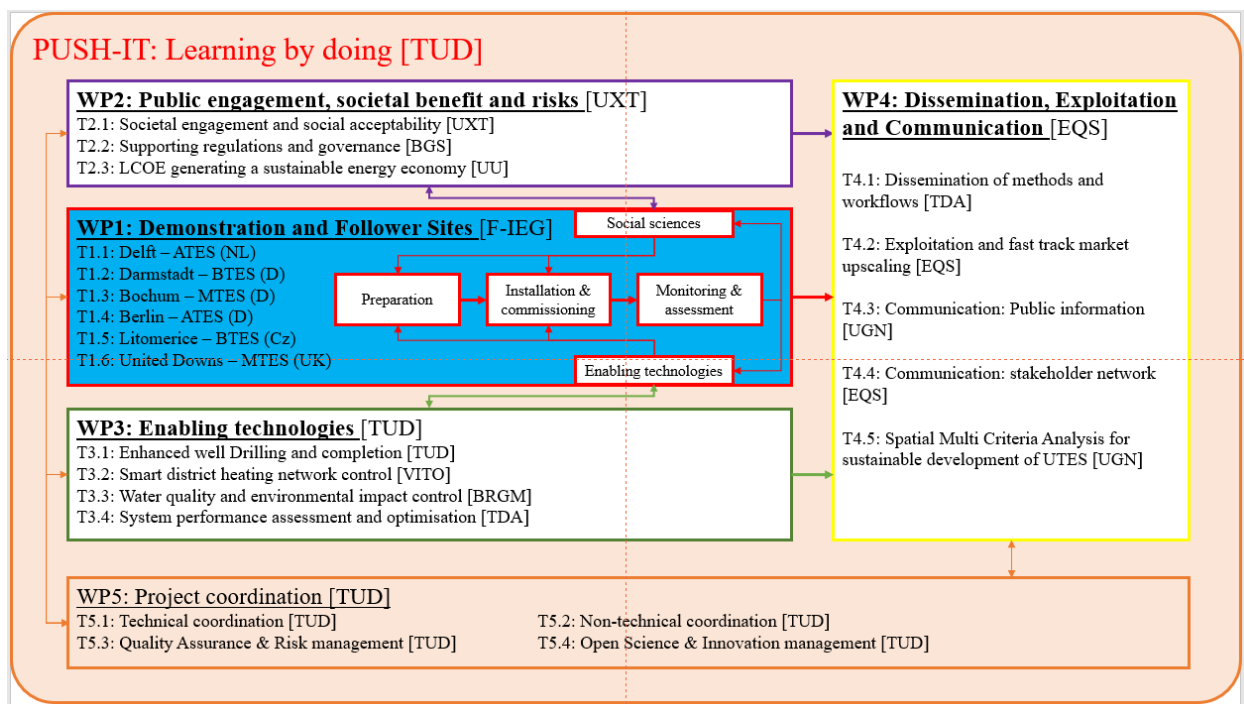 PUSH-IT: Learning by doing [TUD]
WP2: Public engagement, societal benefit and risks [UXT]
T2.1: Societal engagement and social acceptability [UXT]
T2.2: Supporting regulations and governance [BGS]
T2.3: LCOE generating a sustainable energy economy [UU]
WP1: Demonstration and Follower Sites [F-IEG]
T1.1: Delft – ATES (NL)
T1.2: Darmstadt – BTES (D)
T1.3: Bochum – MTES (D)
T1.4: Berlin – ATES (D)
T1.5: Litomerice – BTES (Cz)
T1.6: United Downs – MTES (UK)
Social sciences
Preparation
Installation &
commissioning
Monitoring &
assessment
Enabling technologies
WP3: Enabling technologies [TUD]
T3.1: Enhanced well Drilling and completion [TUD]
T3.2: Smart district heating network control [VITO]
T3.3: Water quality and environmental impact control [BRGM]
T3.4: System performance assessment and optimisation [TDA]
WP4: Dissemination, Exploitation
and Communication [EQS]
T4.1: Dissemination of methods and
workflows [TDA]
T4.2: Exploitation and fast track market
upscaling [EQS]
T4.3: Communication: Public information
[UGN]
T4.4: Communication: stakeholder network
[EQS]
T4.5: Spatial Multi Criteria Analysis for
sustainable development of UTES [UGN]
WP5: Project coordination [TUD]
T5.1: Technical coordination [TUD]
T5.2: Non-technical coordination [TUD]
T5.3: Quality Assurance & Risk management [TUD]
T5.4: Open Science & Innovation management [TUD]